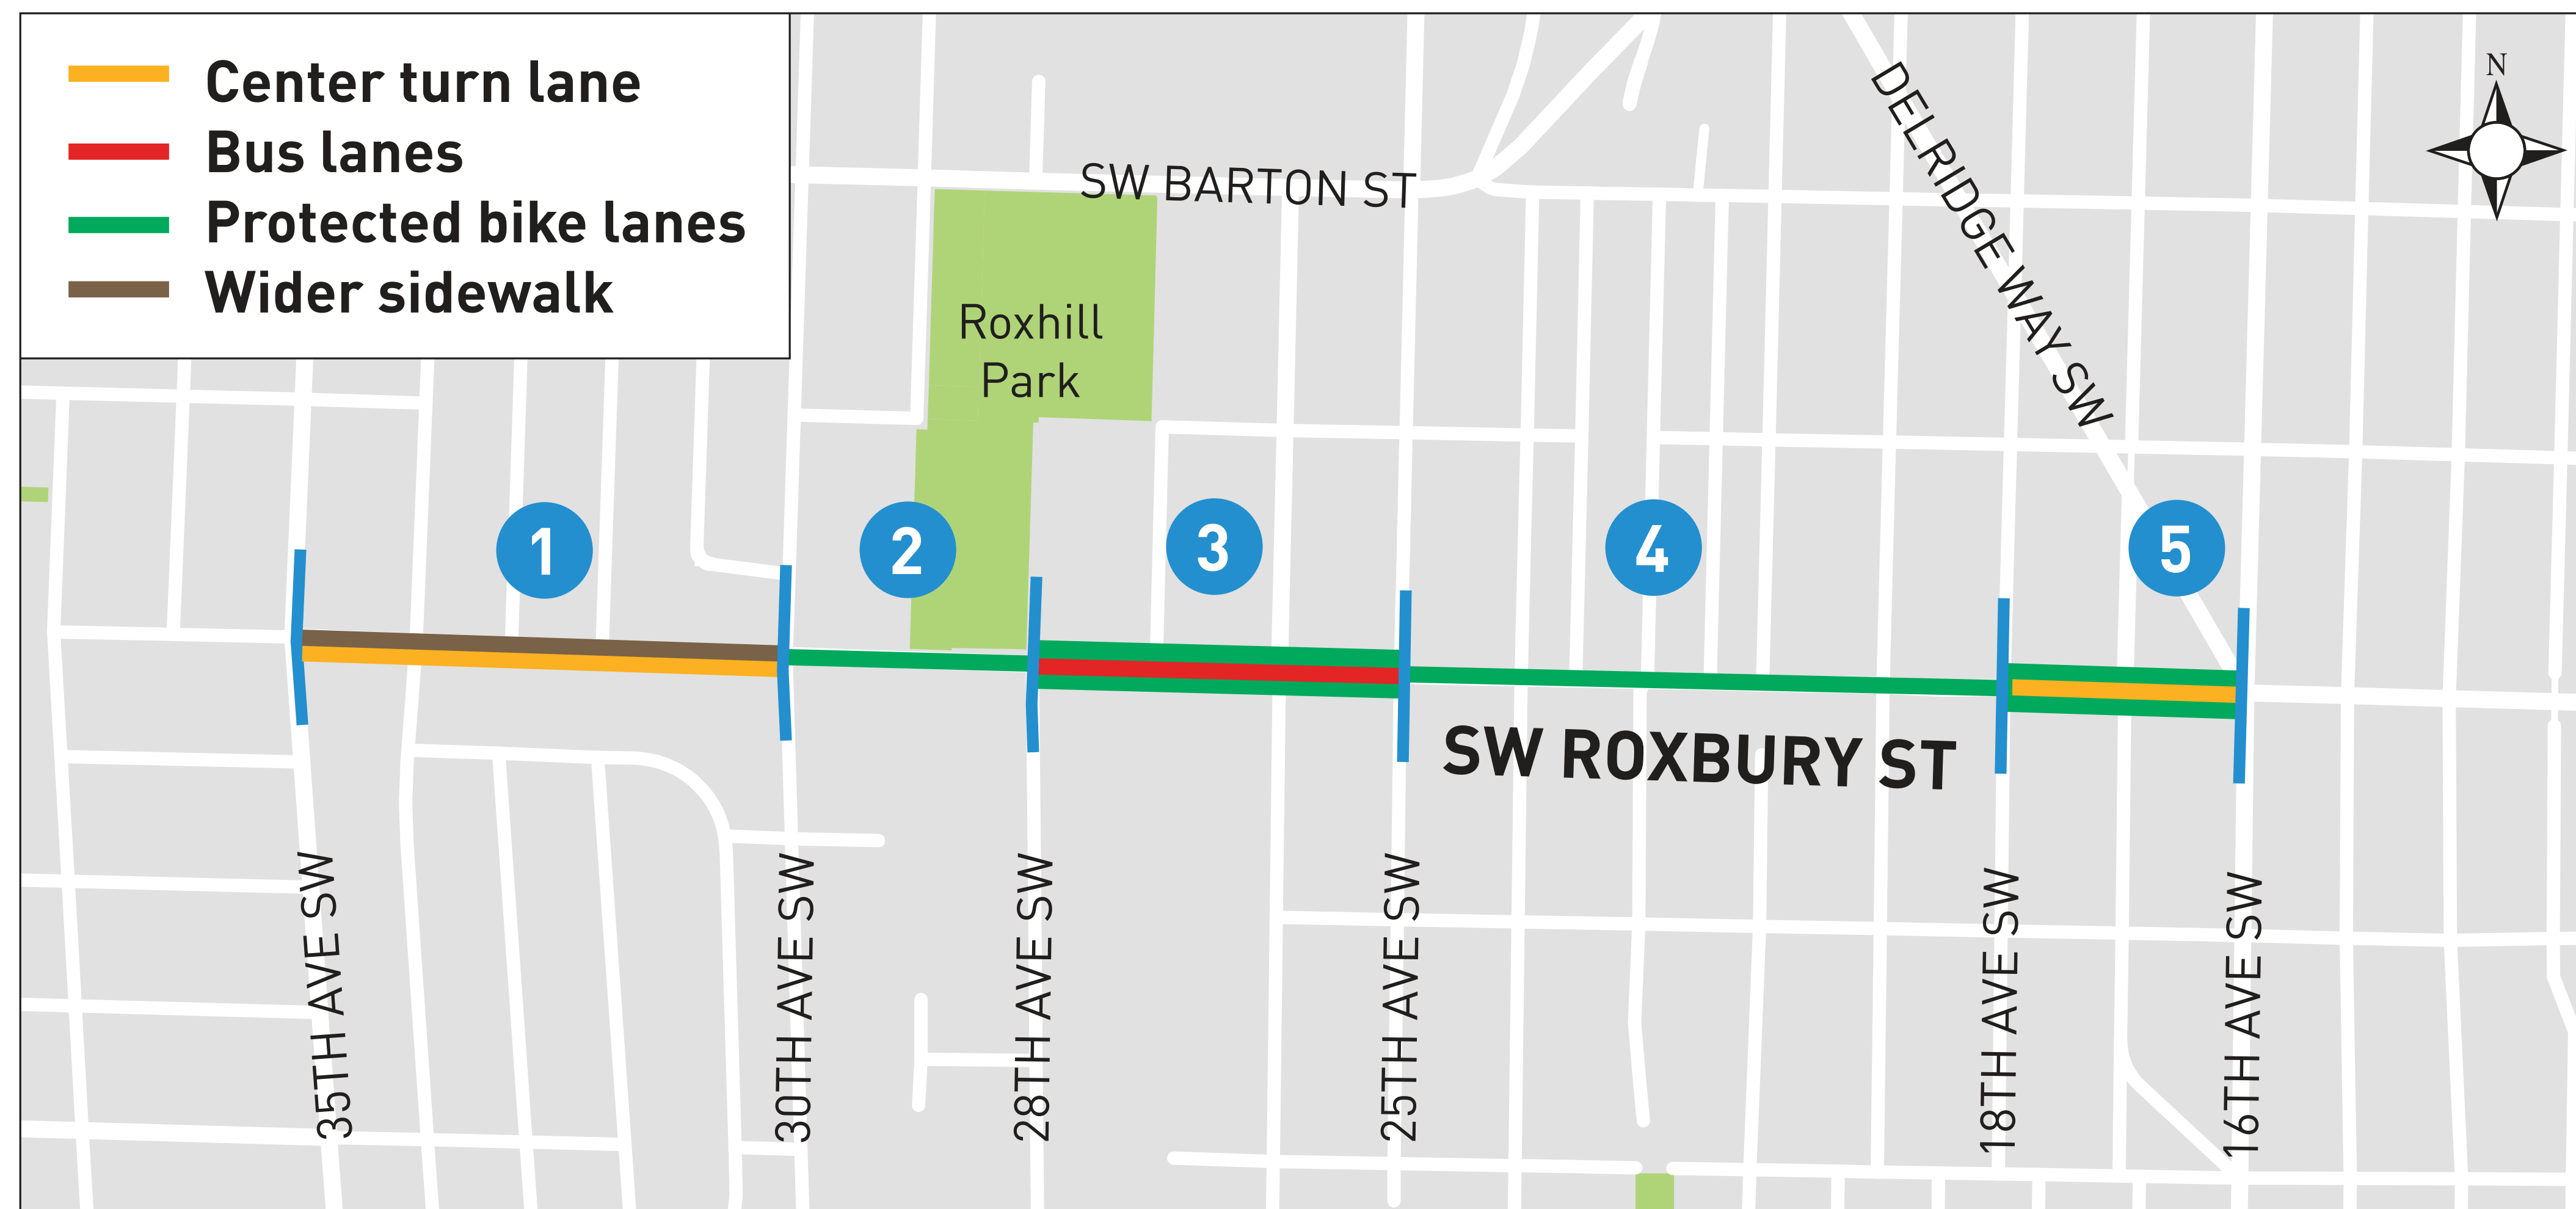 Center turn lane
Bus lanes
Protected bike lanes
Wider sidewalk
N
SW BARTON ST
DELRIDGE WAY SW
Roxhill
Park
1
2
3
4
5
SW ROXBURY ST
35TH AVE SW
30TH AVE SW
28TH AVE SW
25TH AVE SW
18TH AVE SW
16TH AVE SW